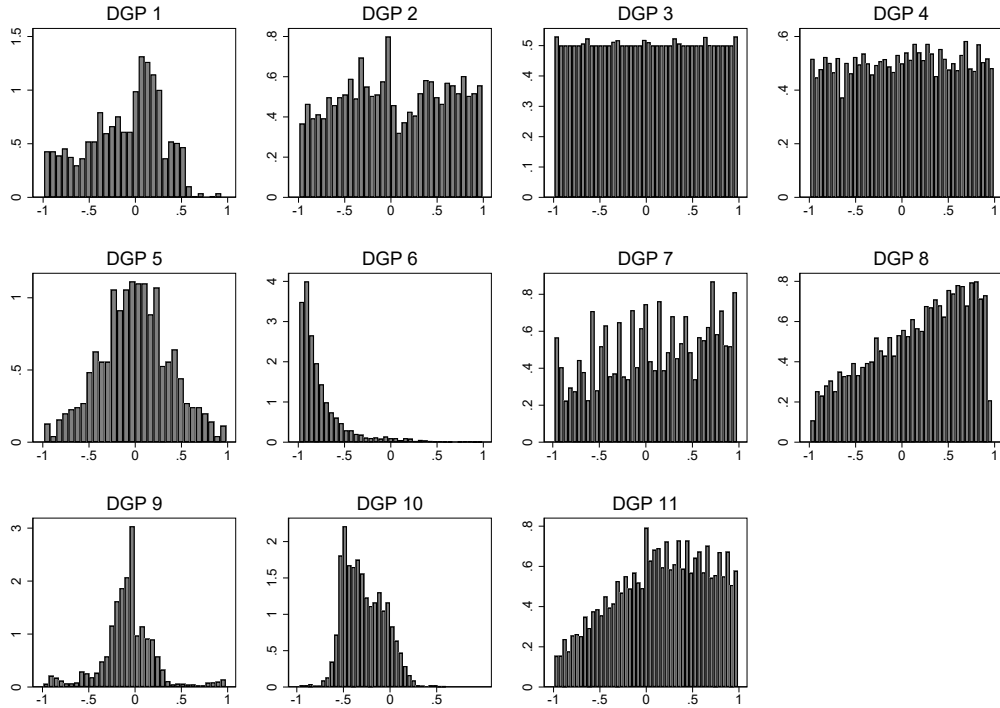 DGP 1
0 .5 1 1.5
-1 -.5 0 .5 1
DGP 2
0 .2 .4 .6 .8
-1 -.5 0 .5 1
DGP 3
0 .1 .2 .3 .4 .5
-1 -.5 0 .5 1
DGP 4
0 .2 .4 .6
-1 -.5 0 .5 1
DGP 5
0 .5 1
-1 -.5 0 .5 1
DGP 6
0 1 2 3 4
-1 -.5 0 .5 1
DGP 7
0 .2 .4 .6 .8
-1 -.5 0 .5 1
DGP 8
0 .2 .4 .6 .8
-1 -.5 0 .5 1
DGP 9
0 1 2 3
-1 -.5 0 .5 1
DGP 10
0 .5 1 1.5 2
-1 -.5 0 .5 1
DGP 11
0 .2 .4 .6 .8
-1 -.5 0 .5 1